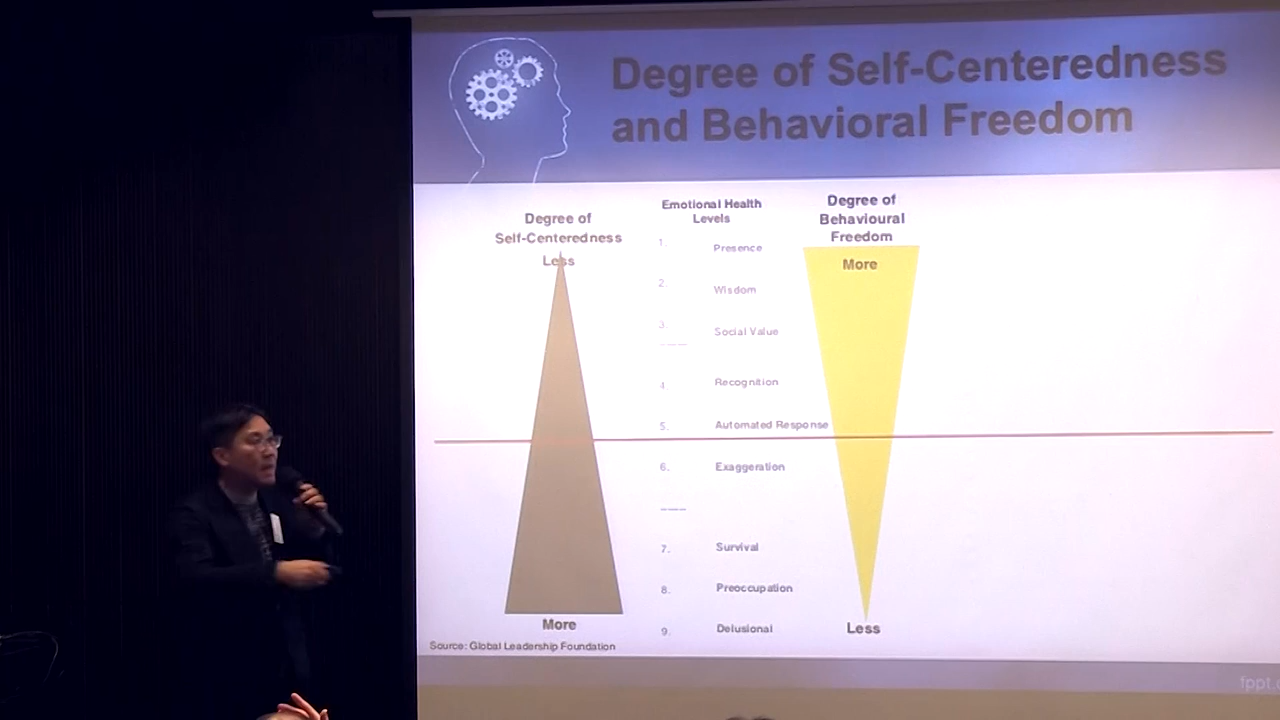 Degree of Self-Centeredness
and Behavioral Freedom
Degree of
Self-Centeredness
Less
More
Emotional Health
Levels
1. Presence
2. Wisdom
3. Social Value
----
4. Recognition
5. Automated Response
6. Exaggeration
----
7. Survival
8. Preoccupation
9. Delusional
Degree of
Behavioural
Freedom
More
Less
Source: Global Leadership Foundation
fppt.